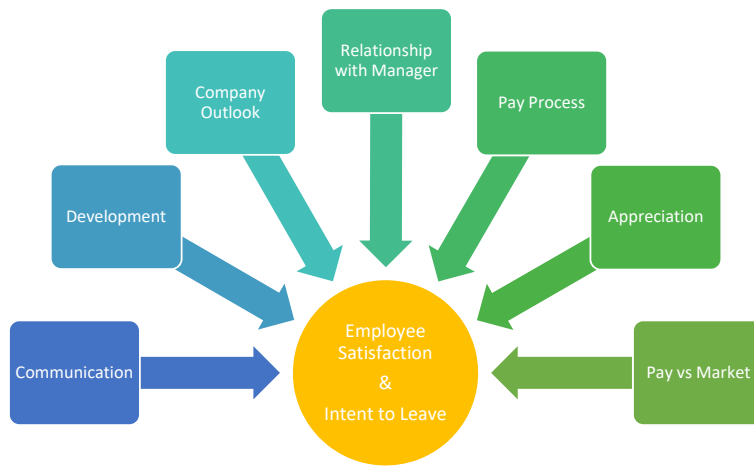 Relationship
with Manager
Company
Outlook
Pay Process
Development
Appreciation
Communication
Employee
Satisfaction
&
Intent to Leave
Pay vs Market